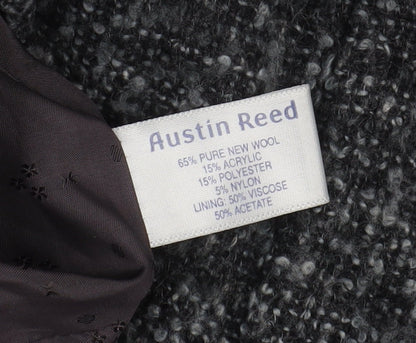 Austin Reed
65% PURE NEW WOOL
15% ACRYLIC
15% POLYESTER
5% NYLON
LINING: 50% VISCOSE
50% ACETATE